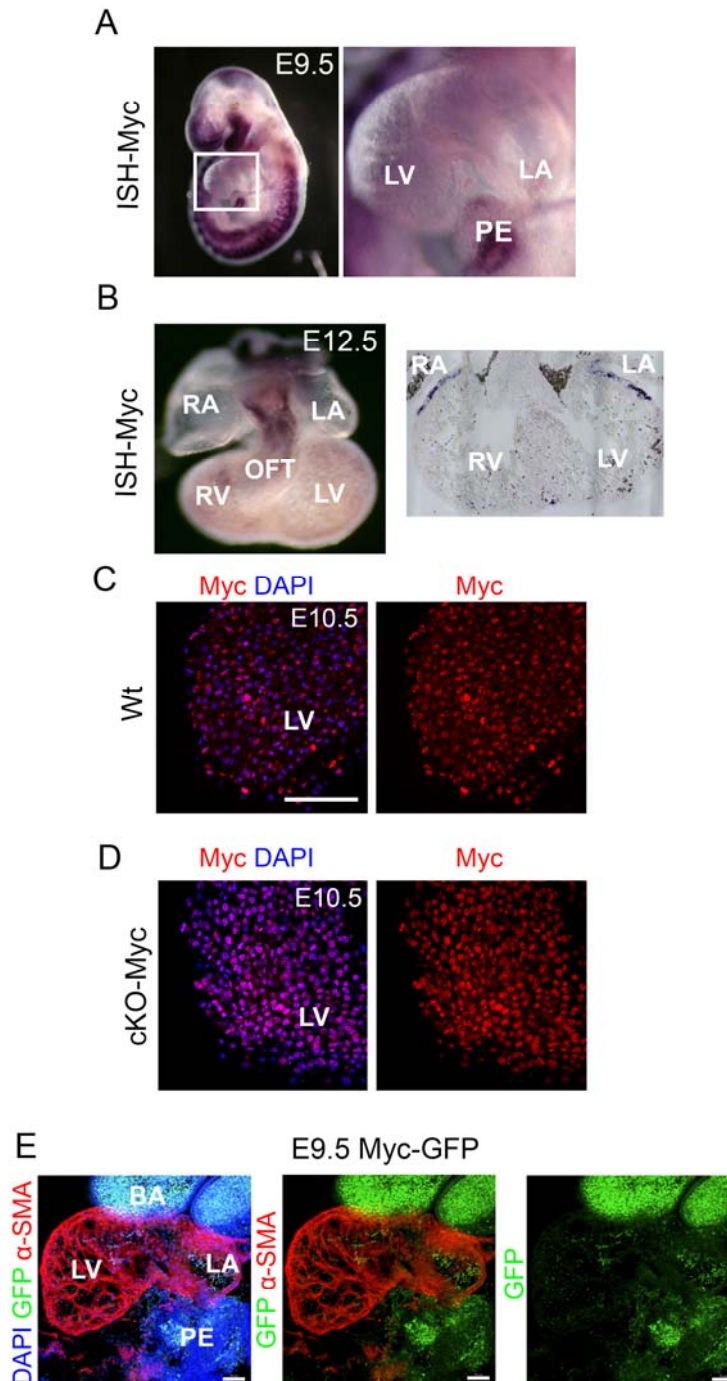 A
ISH-Myc
E9.5
LV
LA
PE
B
ISH-Myc
E12.5
RA
LA
OFT
RV
LV
RA
LA
RV
LV
C
Myc DAPI
Myc
Wt
E10.5
LV
D
Myc DAPI
Myc
cKO-Myc
E10.5
LV
E
E9.5 Myc-GFP
DAPI GFP α-SMA
BA
LV
LA
PE
GFP α-SMA
GFP